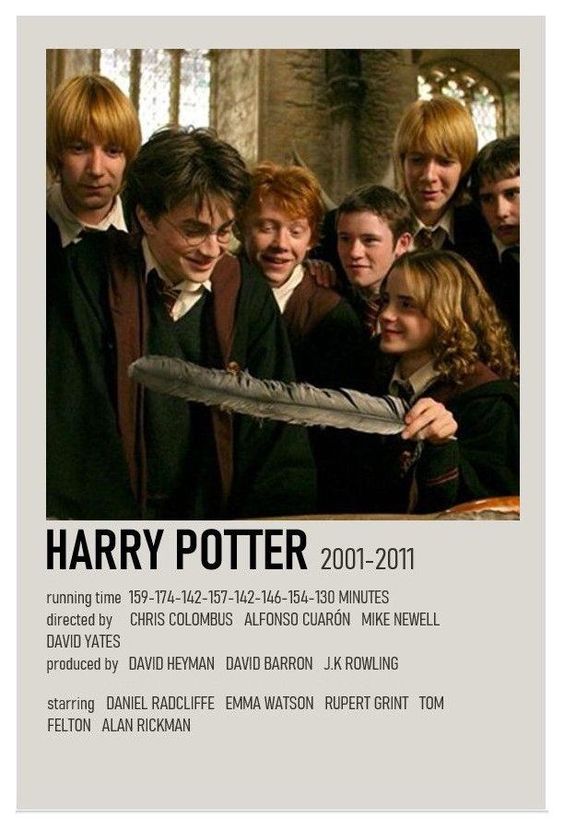 HARRY POTTER 2001-2011
running time 159-174-142-157-142-146-154-130 MINUTES
directed by CHRIS COLOMBUS ALFONSO CUARÓN MIKE NEWELL
DAVID YATES
produced by DAVID HEYMAN DAVID BARRON J.K ROWLING
starring DANIEL RADCLIFFE EMMA WATSON RUPERT GRINT TOM
FELTON ALAN RICKMAN